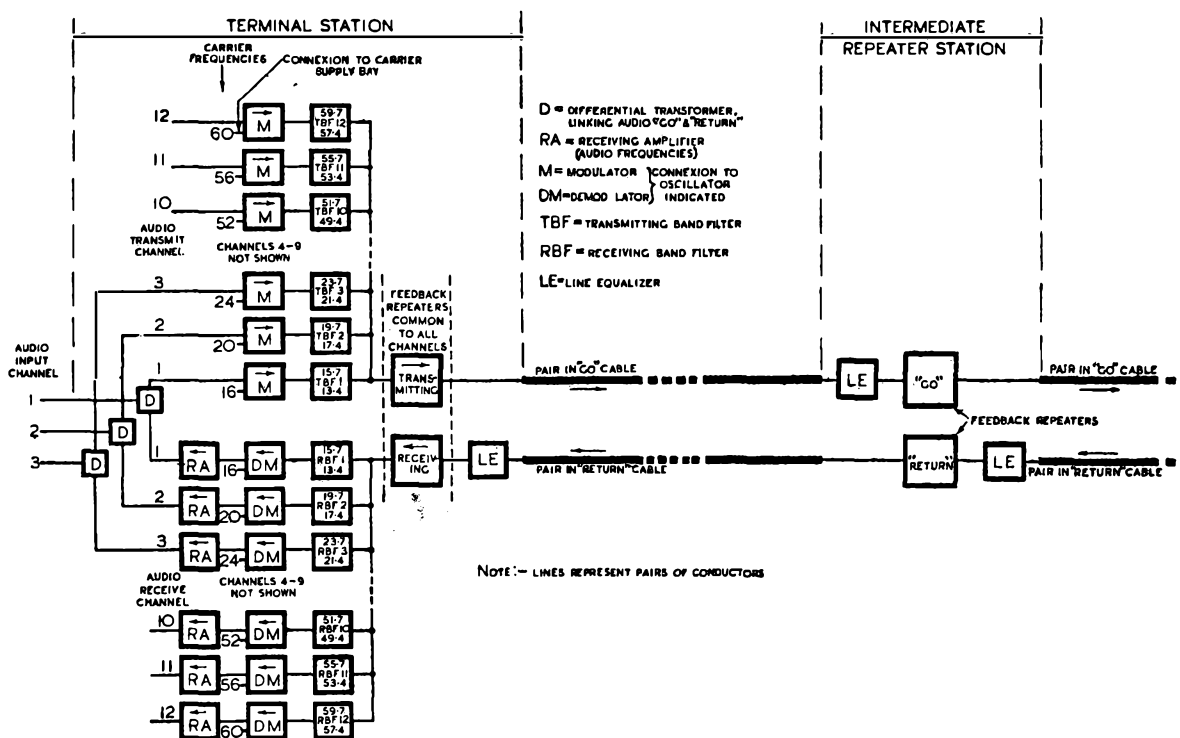 TERMINAL STATION
INTERMEDIATE
REPEATER STATION
CARRIER
FREQUENCIES
CONNEXION TO CARRIER
SUPPLY BAY
12
60
M
59·7
TBF 12
57·4
11
56
M
55·7
TBF 11
53·4
10
52
M
51·7
TBF 10
49·4
AUDIO
TRANSMIT
CHANNEL
CHANNELS 4-9
NOT SHOWN
3
24
M
23·7
TBF 3
21·4
2
20
M
19·7
TBF 2
17·4
1
16
M
15·7
TBF 1
13·4
D = DIFFERENTIAL TRANSFORMER,
LINKING AUDIO "GO" & "RETURN"
RA = RECEIVING AMPLIFIER
(AUDIO FREQUENCIES)
M = MODULATOR
DM = DEMOD LATOR
CONNEXION TO
OSCILLATOR
INDICATED
TBF = TRANSMITTING BAND FILTER
RBF = RECEIVING BAND FILTER
LE = LINE EQUALIZER
FEEDBACK
REPEATERS
COMMON
TO ALL
CHANNELS
TRANS-
MITTING
PAIR IN "GO" CABLE
LE
"GO"
PAIR IN "GO" CABLE
FEEDBACK REPEATERS
AUDIO
INPUT
CHANNEL
1
D
2
D
3
D
1
RA
16
DM
15·7
RBF 1
13·4
RECEIV-
ING
LE
PAIR IN "RETURN" CABLE
"RETURN"
LE
PAIR IN "RETURN" CABLE
2
RA
20
DM
19·7
RBF 2
17·4
3
RA
24
DM
23·7
RBF 3
21·4
NOTE:- LINES REPRESENT PAIRS OF CONDUCTORS
AUDIO
RECEIVE
CHANNEL
CHANNELS 4-9
NOT SHOWN
10
RA
52
DM
51·7
RBF 10
49·4
11
RA
56
DM
55·7
RBF 11
53·4
12
RA
60
DM
59·7
RBF 12
57·4